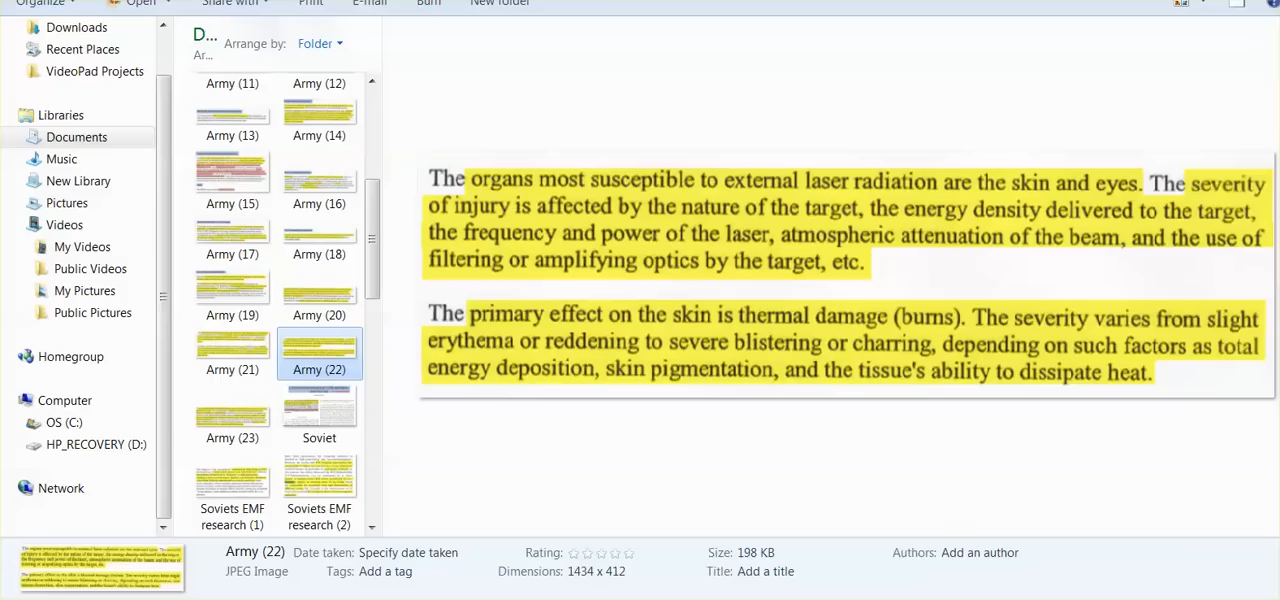 Organize
Open
Share with
Print
E-mail
Burn
New folder
Downloads
Recent Places
VideoPad Projects
Libraries
Documents
Music
New Library
Pictures
Videos
My Videos
Public Videos
My Pictures
Public Pictures
Homegroup
Computer
OS (C:)
HP_RECOVERY (D:)
Network
D...
Ar...
Arrange by: Folder
Army (11)
Army (12)
Army (13)
Army (14)
Army (15)
Army (16)
Army (17)
Army (18)
Army (19)
Army (20)
Army (21)
Army (22)
Army (23)
Soviet
Soviets EMF
research (1)
Soviets EMF
research (2)
The organs most susceptible to external laser radiation are the skin and eyes. The severity
of injury is affected by the nature of the target, the energy density delivered to the target,
the frequency and power of the laser, atmospheric attenuation of the beam, and the use of
filtering or amplifying optics by the target, etc.
The primary effect on the skin is thermal damage (burns). The severity varies from slight
erythema or reddening to severe blistering or charring, depending on such factors as total
energy deposition, skin pigmentation, and the tissue's ability to dissipate heat.
Army (22) Date taken: Specify date taken Rating: Size: 198 KB Authors: Add an author
JPEG Image Tags: Add a tag Dimensions: 1434 x 412 Title: Add a title